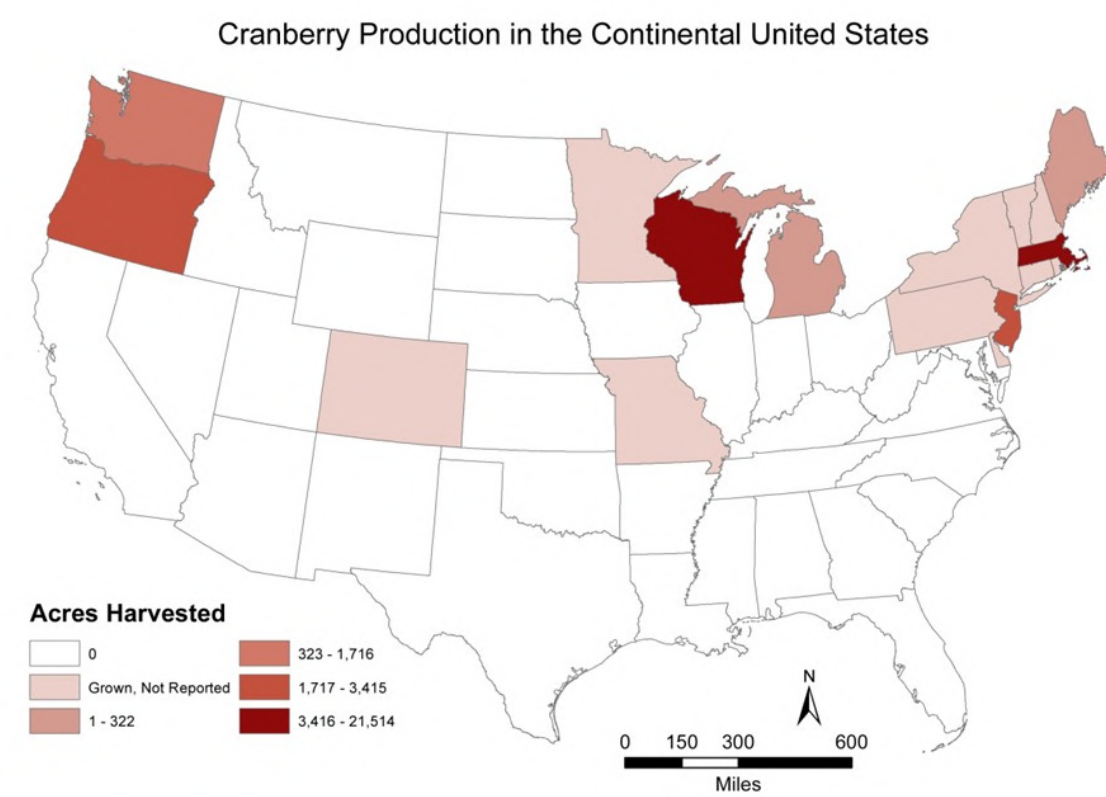 Cranberry Production in the Continental United States
Acres Harvested
0
Grown, Not Reported
1 - 322
323 - 1,716
1,717 - 3,415
3,416 - 21,514
N
0 150 300 600
Miles